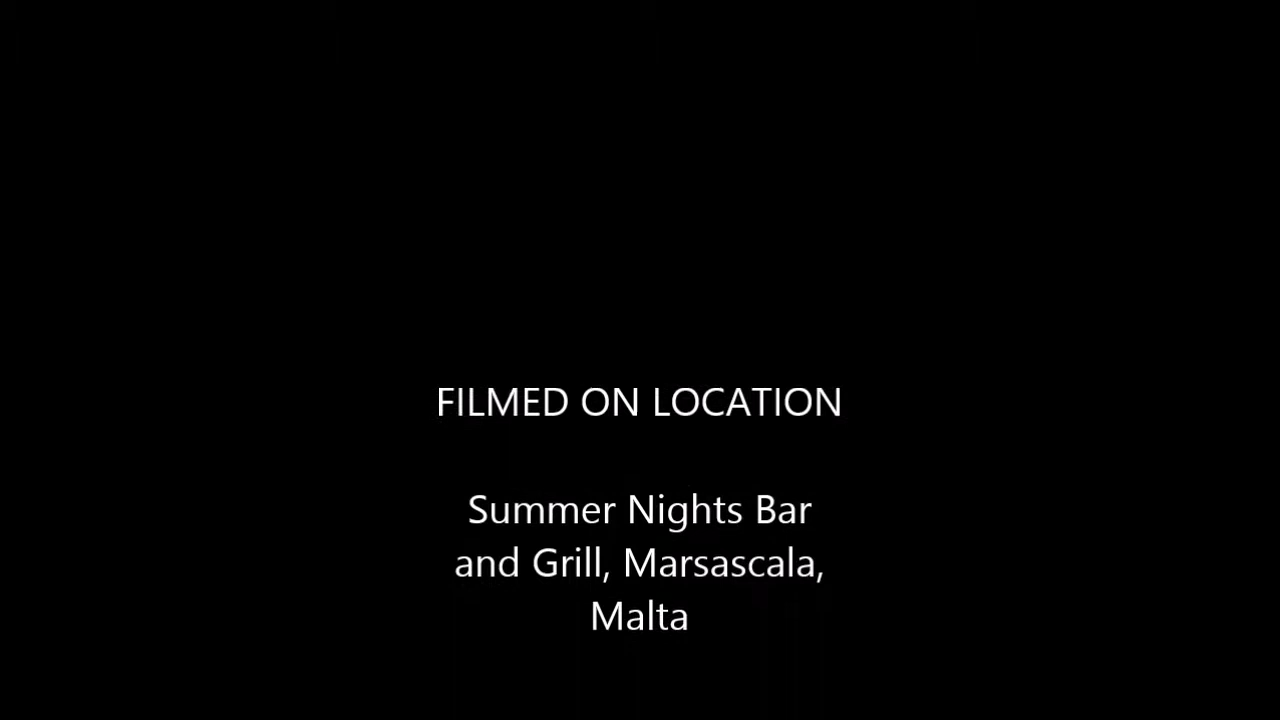 FILMED ON LOCATION
Summer Nights Bar
and Grill, Marsascala,
Malta